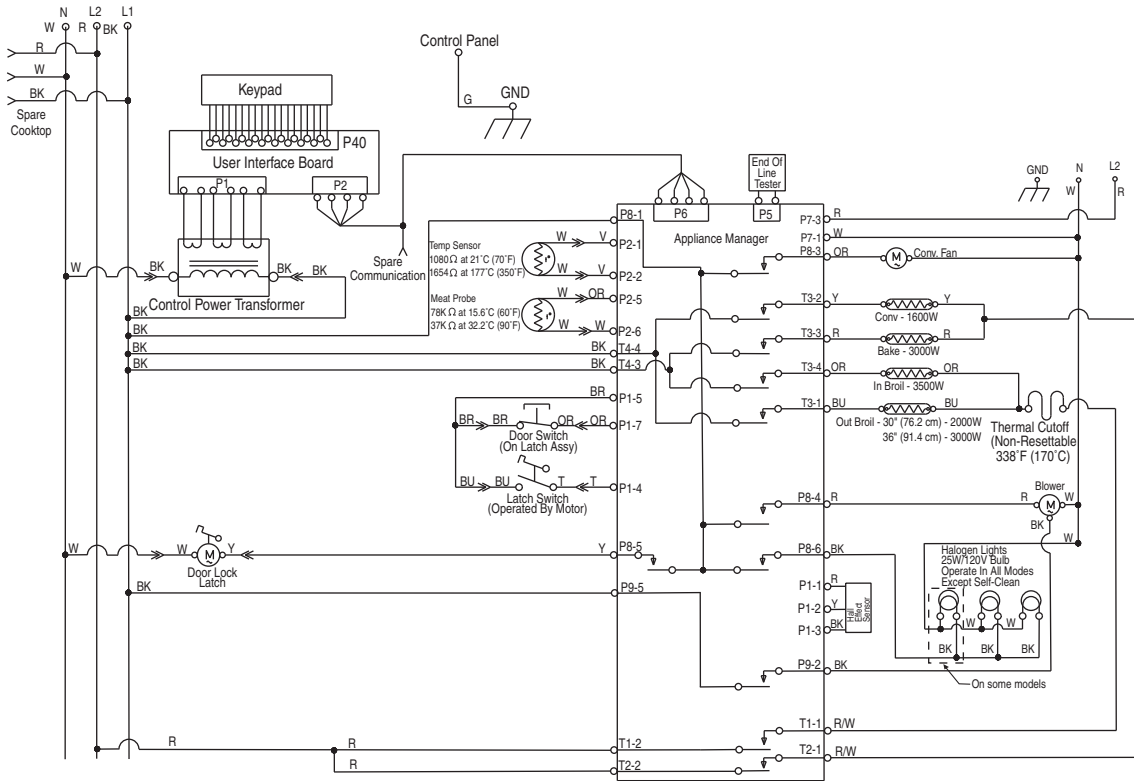 N L2 L1
W R BK
R
W
BK
Spare
Cooktop
Keypad
P40
User Interface Board
P1
P2
Control Panel
G
GND
W
BK
BK
BK
Control Power Transformer
Spare
Communication
End Of
Line
Tester
P6
P5
Appliance Manager
P8-1
P2-1
P2-2
P2-5
P2-6
T4-4
T4-3
Temp Sensor
1080 Ω at 21˚C (70˚F)
1654 Ω at 177˚C (350˚F)
W V
W V
Meat Probe
78K Ω at 15.6˚C (60˚F)
37K Ω at 32.2˚C (90˚F)
W OR
W W
BK
BK
BK BK
BK BK
BR P1-5
BR BR OR OR P1-7
Door Switch
(On Latch Assy)
BU BU T T P1-4
Latch Switch
(Operated By Motor)
W W M Y Y P8-5
Door Lock
Latch
BK P9-5
R R T1-2
R T2-2
GND N L2
W R
P7-3 R
P7-1 W
P8-3 OR M Conv. Fan
T3-2 Y Y
Conv - 1600W
T3-3 R R
Bake - 3000W
T3-4 OR OR
In Broil - 3500W
T3-1 BU BU
Out Broil - 30" (76.2 cm) - 2000W
36" (91.4 cm) - 3000W
Thermal Cutoff
(Non-Resettable
338˚F (170˚C)
Blower
P8-4 R R M W
BK
W
P8-6 BK
Halogen Lights
25W/120V Bulb
Operate In All Modes
Except Self-Clean
P1-1 R
P1-2 Y
P1-3 BK
Hall
Effect
Sensor
W W
BK BK BK
P9-2 BK
On some models
T1-1 R/W
T2-1 R/W